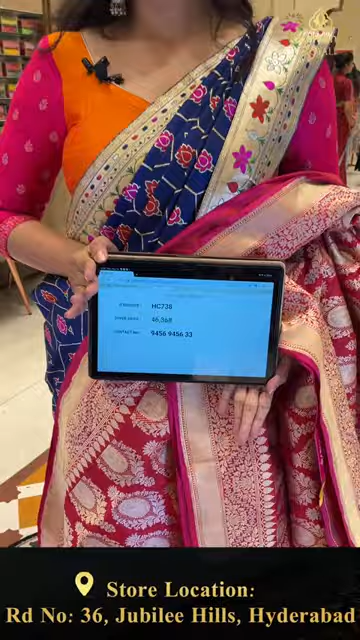 HC738
46,568
9456 9456 33
Store Location:
Rd No: 36, Jubilee Hills, Hyderabad